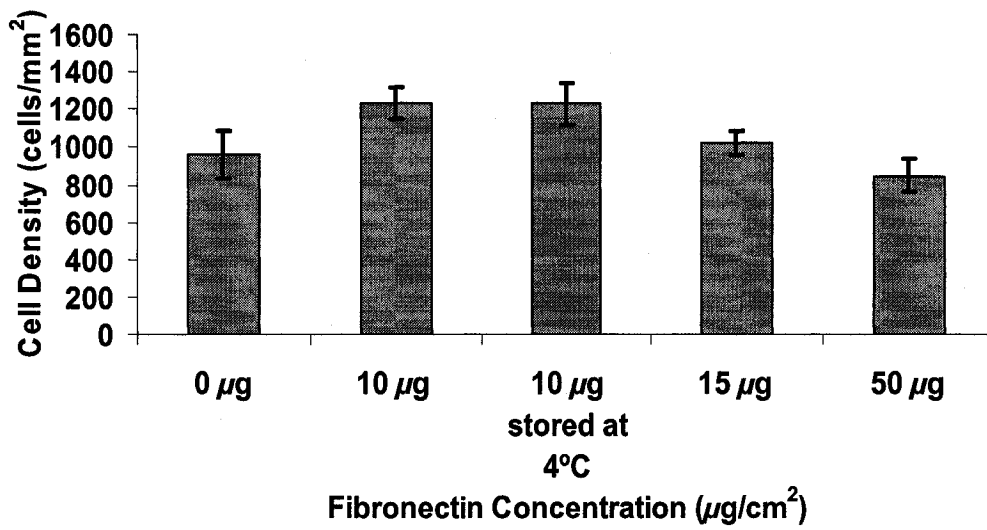 Cell Density (cells/mm²)
1600
1400
1200
1000
800
600
400
200
0
0 µg
10 µg
10 µg
stored at
4ºC
15 µg
50 µg
Fibronectin Concentration (µg/cm²)